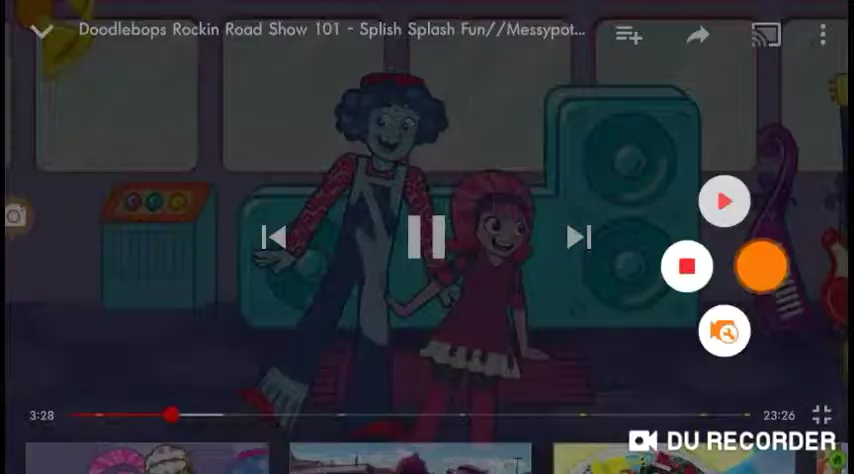 Doodlebops Rockin Road Show 101 - Splish Splash Fun//Messypot...
3:28
23:26
DU RECORDER